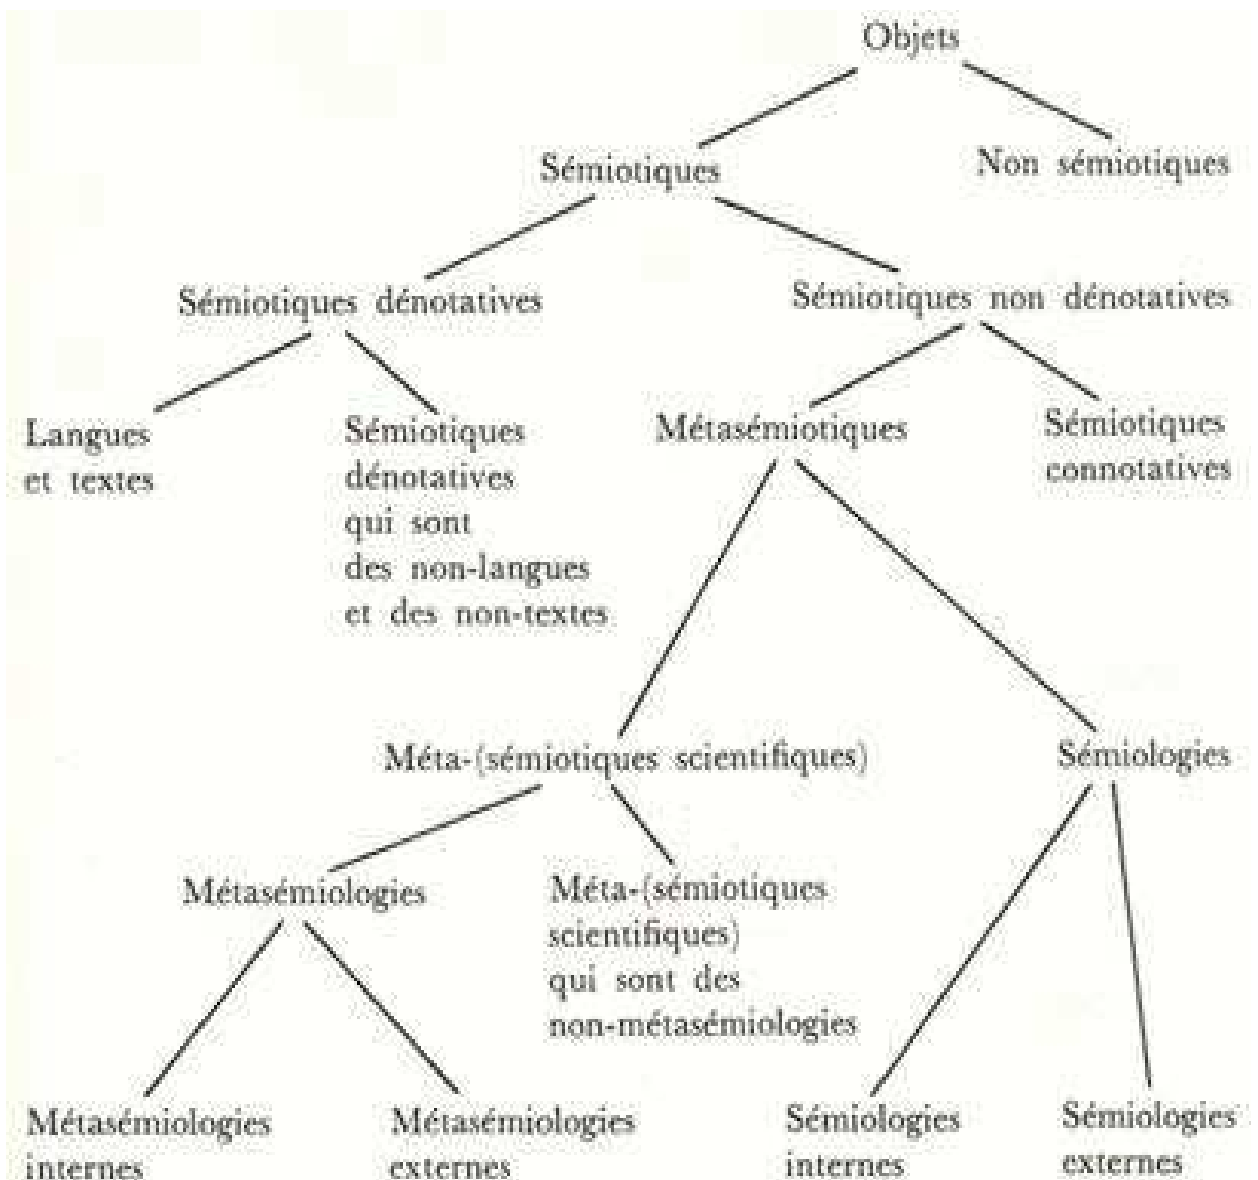 Objets
Sémiotiques
Non sémiotiques
Sémiotiques dénotatives
Sémiotiques non dénotatives
Langues
et textes
Sémiotiques
dénotatives
qui sont
des non-langues
et des non-textes
Métasémiotiques
Sémiotiques
connotatives
Méta-(sémiotiques scientifiques)
Sémiologies
Métasémiologies
Méta-(sémiotiques
scientifiques)
qui sont des
non-métasémiologies
Métasémiologies
internes
Métasémiologies
externes
Sémiologies
internes
Sémiologies
externes